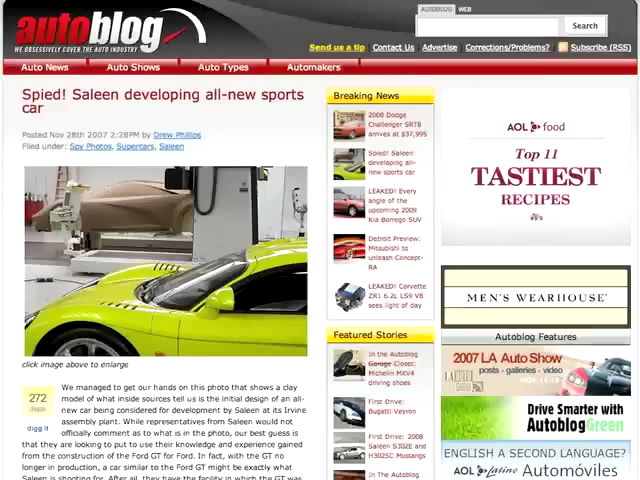 AUTOBLOG WEB
autoblog
WE OBSESSIVELY COVER THE AUTO INDUSTRY
Search
Send us a tip | Contact Us | Advertise | Corrections/Problems? | Subscribe (RSS)
Auto News
Auto Shows
Auto Types
Automakers
Spied! Saleen developing all-new sports
car
Posted Nov 28th 2007 2:28PM by Drew Phillips
Filed under: Spy Photos, Supercars, Saleen
click image above to enlarge
272
diggs
digg it
We managed to get our hands on this photo that shows a clay
model of what inside sources tell us is the initial design of an all-
new car being considered for development by Saleen at its Irvine
assembly plant. While representatives from Saleen would not
officially comment as to what is in the photo, our best guess is
that they are looking to put to use their knowledge and experience gained
from the construction of the Ford GT for Ford. In fact, with the GT no
longer in production, a car similar to the Ford GT might be exactly what
Saleen is shooting for. After all, they have the facility in which the GT was
Breaking News
2008 Dodge
Challenger SRT8
arrives at $37,995
Spied! Saleen
developing all-
new sports car
LEAKED! Every
angle of the
upcoming 2009
Kia Borrego SUV
Detroit Preview:
Mitsubishi to
unleash Concept-
RA
LEAKED! Corvette
ZR1 6.2L LS9 V8
sees light of day
Featured Stories
In the Autoblog
Garage Closet:
Michelin MXV4
driving shoes
First Drive:
Bugatti Veyron
First Drive: 2008
Saleen S302E and
H302SC Mustangs
In The Autoblog
AOL food
Top 11
TASTIEST
RECIPES
MEN'S WEARHOUSE
Autoblog Features
2007 LA Auto Show
posts - galleries - video
LA AUTO SHOW
NOV 14-15
Drive Smarter with
AutoblogGreen
ENGLISH A SECOND LANGUAGE?
AOL Latino Automóviles